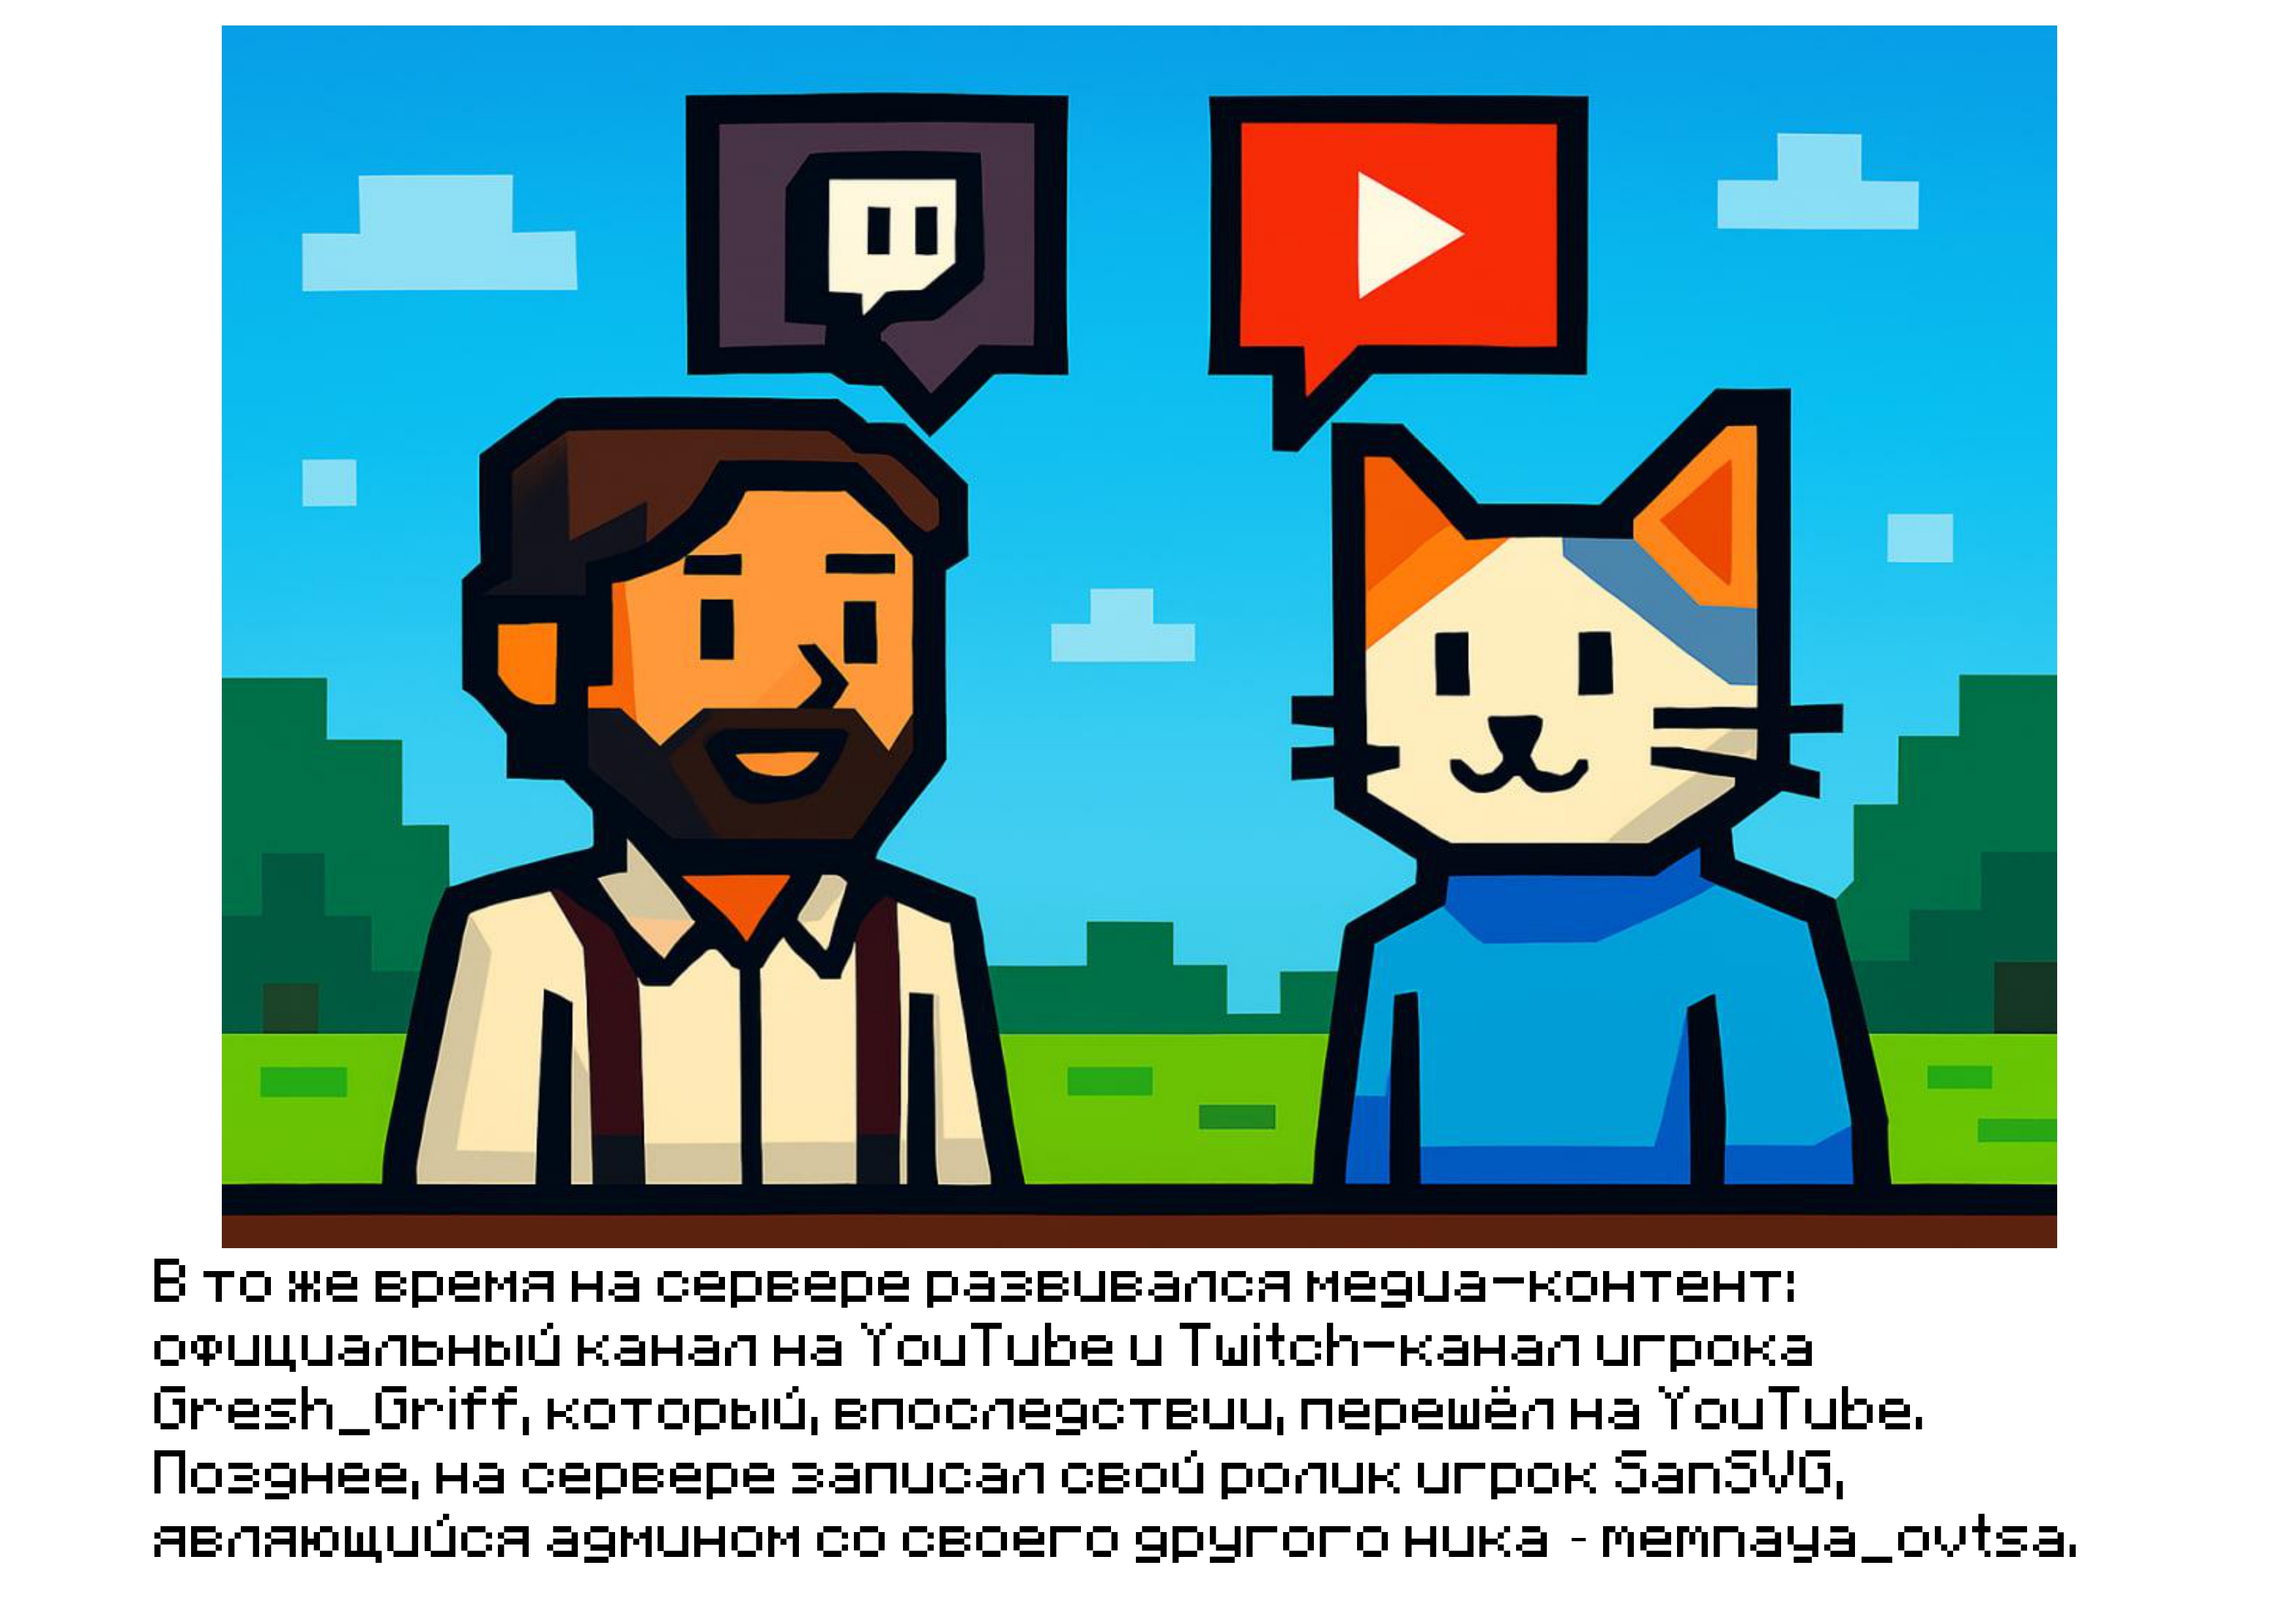 В то же время на сервере развивался медиа-контент:
официальный канал на YouTube и Twitch-канал игрока
Gresh_Griff, который, впоследствии, перешёл на YouTube.
Позднее, на сервере записал свой ролик игрок SanSVG,
являющийся админом со своего другого ника - memnaya_ovtsa.